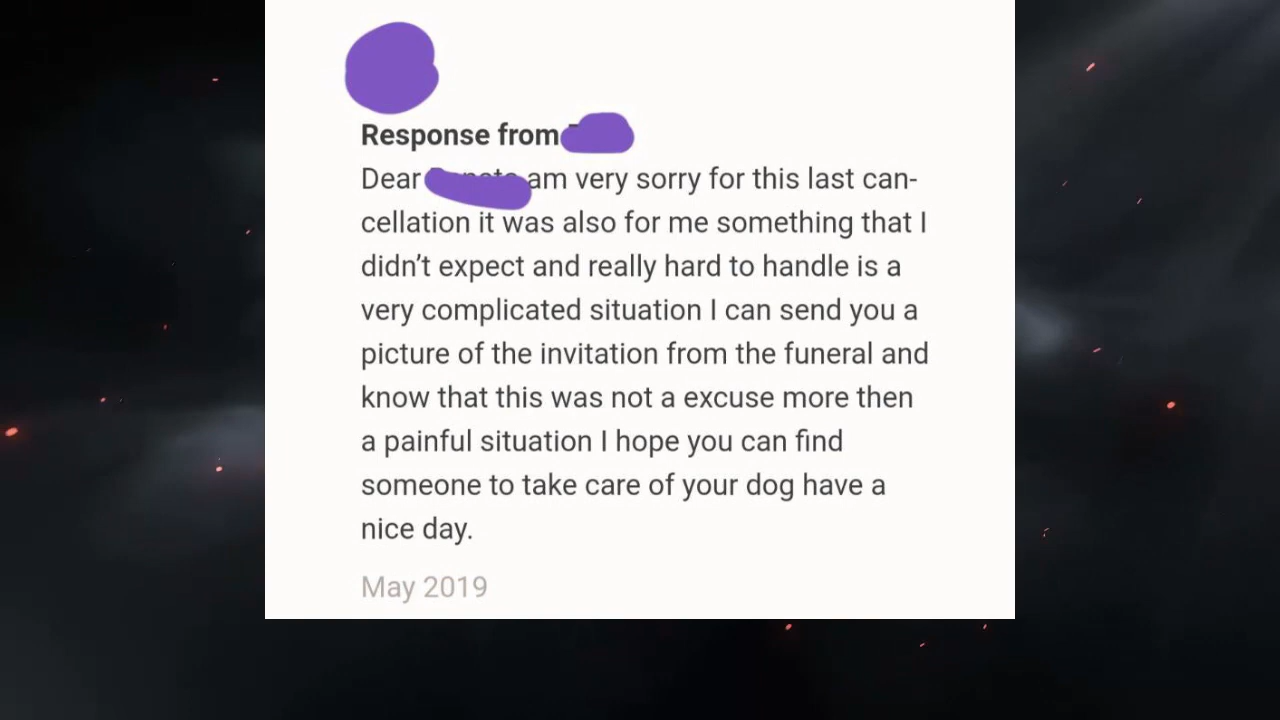 Response from
Dear am very sorry for this last can-
cellation it was also for me something that I
didn’t expect and really hard to handle is a
very complicated situation I can send you a
picture of the invitation from the funeral and
know that this was not a excuse more then
a painful situation I hope you can find
someone to take care of your dog have a
nice day.
May 2019